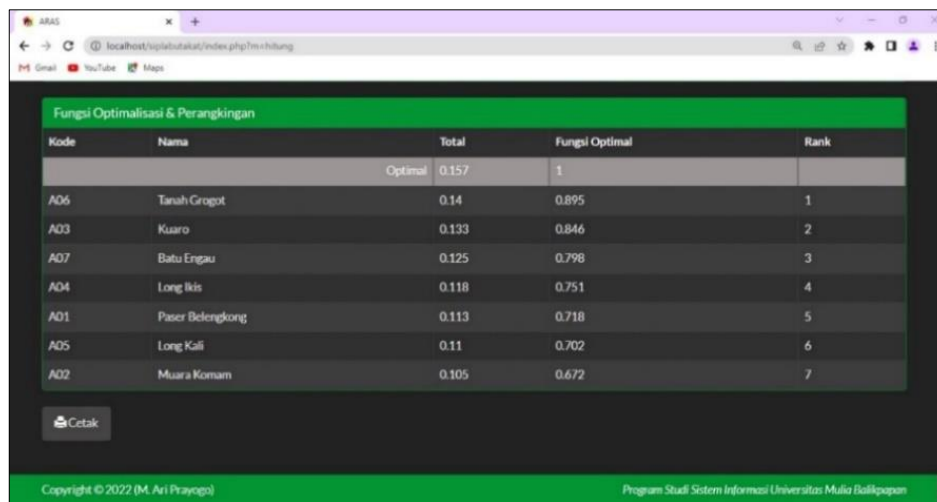 ARAS
localhost/siplabutakat/index.php?m=hitung
Gmail YouTube Maps
Fungsi Optimalisasi & Perangkingan
Kode Nama Total Fungsi Optimal Rank
Optimal 0.157 1
A06 Tanah Grogot 0.14 0.895 1
A03 Kuaro 0.133 0.846 2
A07 Batu Engau 0.125 0.798 3
A04 Long Ikis 0.118 0.751 4
A01 Paser Belengkong 0.113 0.718 5
A05 Long Kali 0.11 0.702 6
A02 Muara Komam 0.105 0.672 7
Cetak
Copyright © 2022 (M. Ari Prayogo) Program Studi Sistem Informasi Universitas Mulia Balikpapan